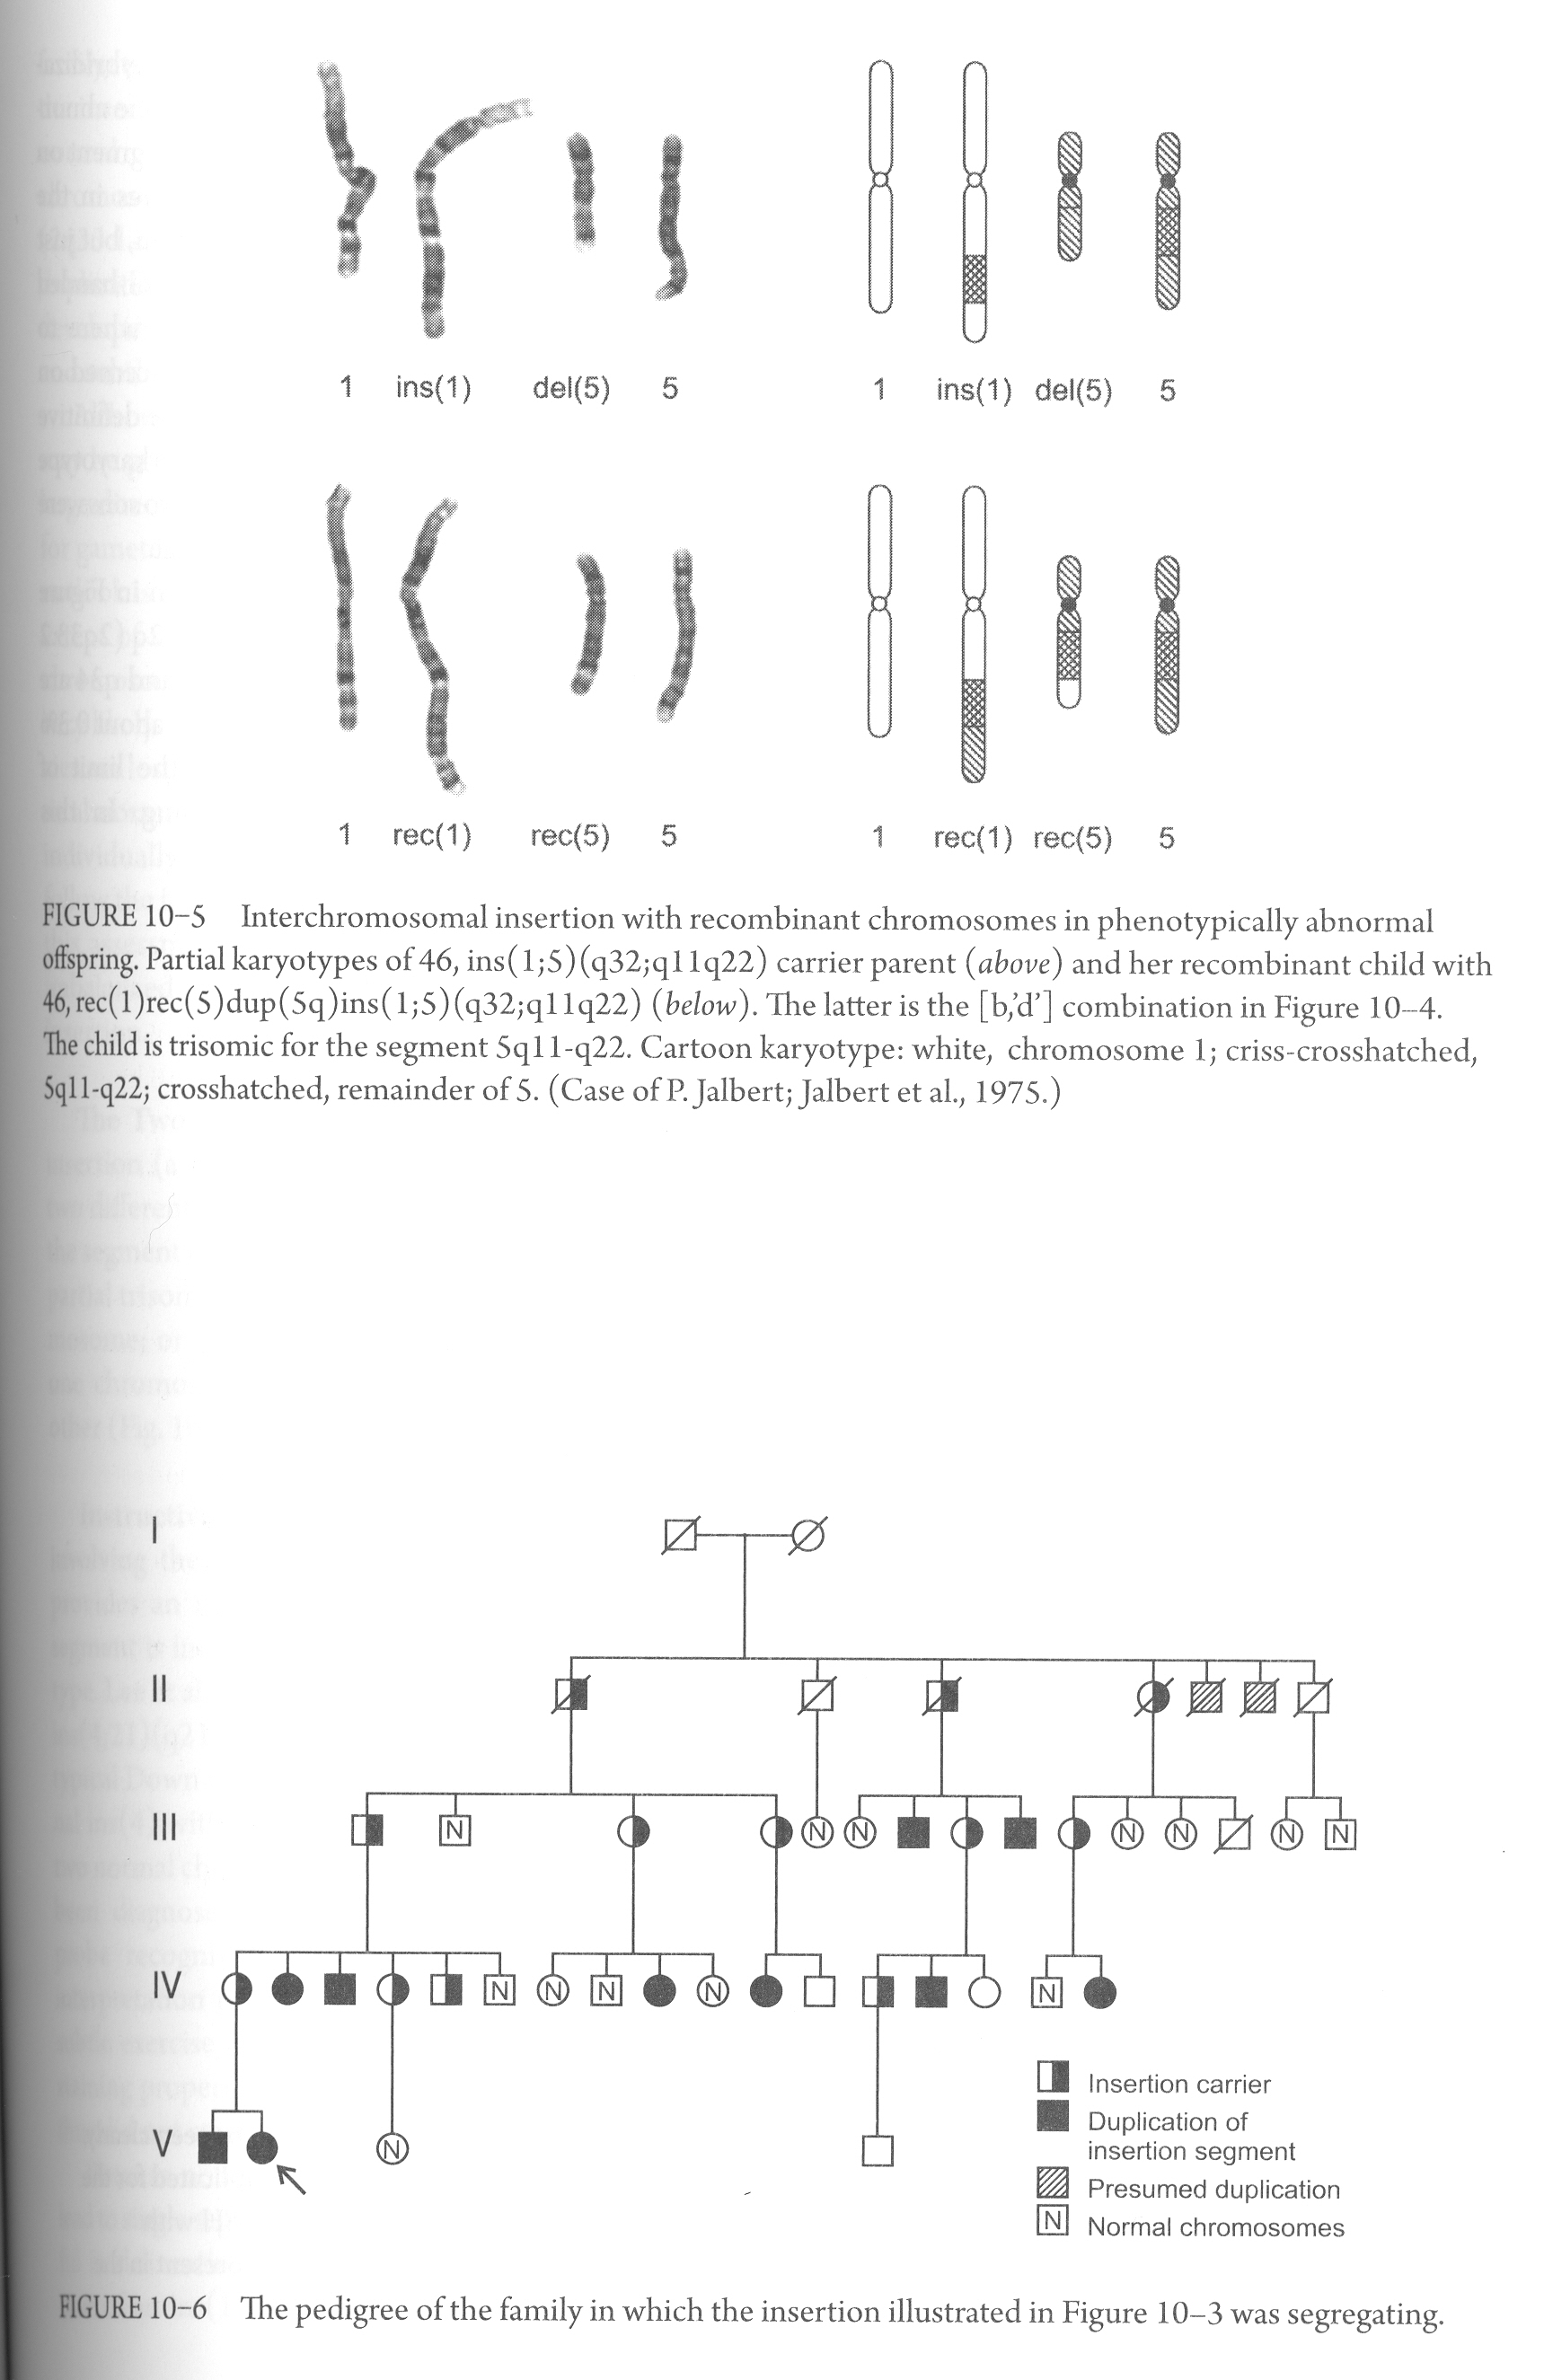 1 ins(1) del(5) 5 1 ins(1) del(5) 5
1 rec(1) rec(5) 5 1 rec(1) rec(5) 5
FIGURE 10–5 Interchromosomal insertion with recombinant chromosomes in phenotypically abnormal
offspring. Partial karyotypes of 46, ins(1;5)(q32;q11q22) carrier parent (above) and her recombinant child with
46, rec(1)rec(5)dup(5q)ins(1;5)(q32;q11q22) (below). The latter is the [b,’d’] combination in Figure 10–4.
The child is trisomic for the segment 5q11-q22. Cartoon karyotype: white, chromosome 1; criss-crosshatched,
5q11-q22; crosshatched, remainder of 5. (Case of P. Jalbert; Jalbert et al., 1975.)
I
II
III N N N N N N N
IV N N N N N
V N
Insertion carrier
Duplication of
insertion segment
Presumed duplication
N Normal chromosomes
FIGURE 10–6 The pedigree of the family in which the insertion illustrated in Figure 10–3 was segregating.